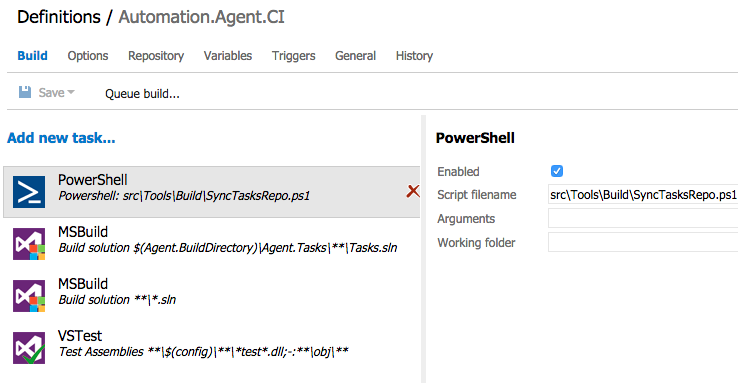 Definitions / Automation.Agent.CI
Build Options Repository Variables Triggers General History
Save Queue build...
Add new task...
PowerShell
Powershell: src\Tools\Build\SyncTasksRepo.ps1
MSBuild
Build solution $(Agent.BuildDirectory)\Agent.Tasks\**\Tasks.sln
MSBuild
Build solution **\*.sln
VSTest
Test Assemblies **\$(config)\**\*test*.dll;-:**\obj\**
PowerShell
Enabled
Script filename src\Tools\Build\SyncTasksRepo.ps1
Arguments
Working folder